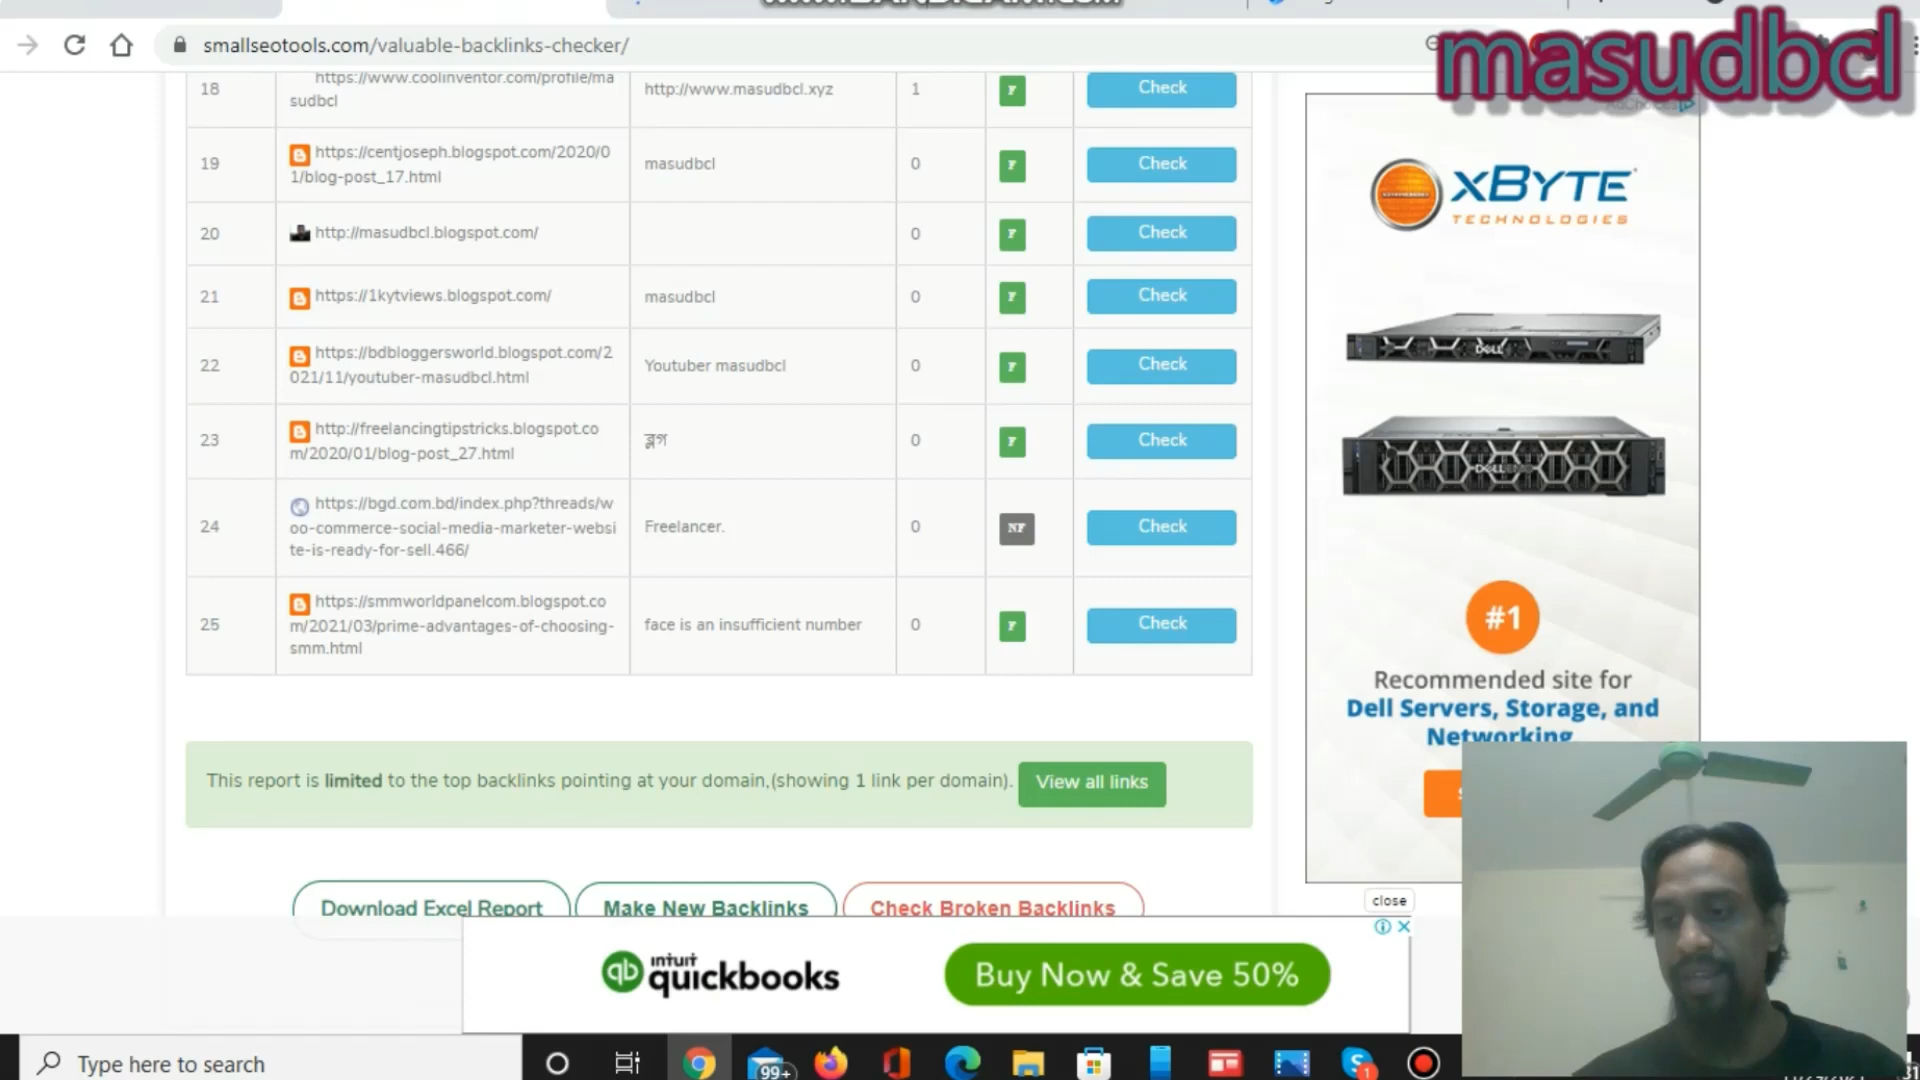 www.BANDICAM.com
smallseotools.com/valuable-backlinks-checker/
masudbcl
18
https://www.coolinventor.com/profile/ma
sudbcl
http://www.masudbcl.xyz
1
F
Check
19
https://centjoseph.blogspot.com/2020/0
1/blog-post_17.html
masudbcl
0
F
Check
20
http://masudbcl.blogspot.com/
0
F
Check
21
https://1kytviews.blogspot.com/
masudbcl
0
F
Check
22
https://bdbloggersworld.blogspot.com/2
021/11/youtuber-masudbcl.html
Youtuber masudbcl
0
F
Check
23
http://freelancingtipstricks.blogspot.co
m/2020/01/blog-post_27.html
ব্লগ
0
F
Check
24
https://bgd.com.bd/index.php?threads/w
oo-commerce-social-media-marketer-websi
te-is-ready-for-sell.466/
Freelancer.
0
NF
Check
25
https://smmworldpanelcom.blogspot.co
m/2021/03/prime-advantages-of-choosing-
smm.html
face is an insufficient number
0
F
Check
This report is limited to the top backlinks pointing at your domain,(showing 1 link per domain).
View all links
Download Excel Report
Make New Backlinks
Check Broken Backlinks
AdChoices
xByte
TECHNOLOGIES
DELL
#1
Recommended site for
Dell Servers, Storage, and
Networking
close
intuit
qb quickbooks
Buy Now & Save 50%
Type here to search
99+
1